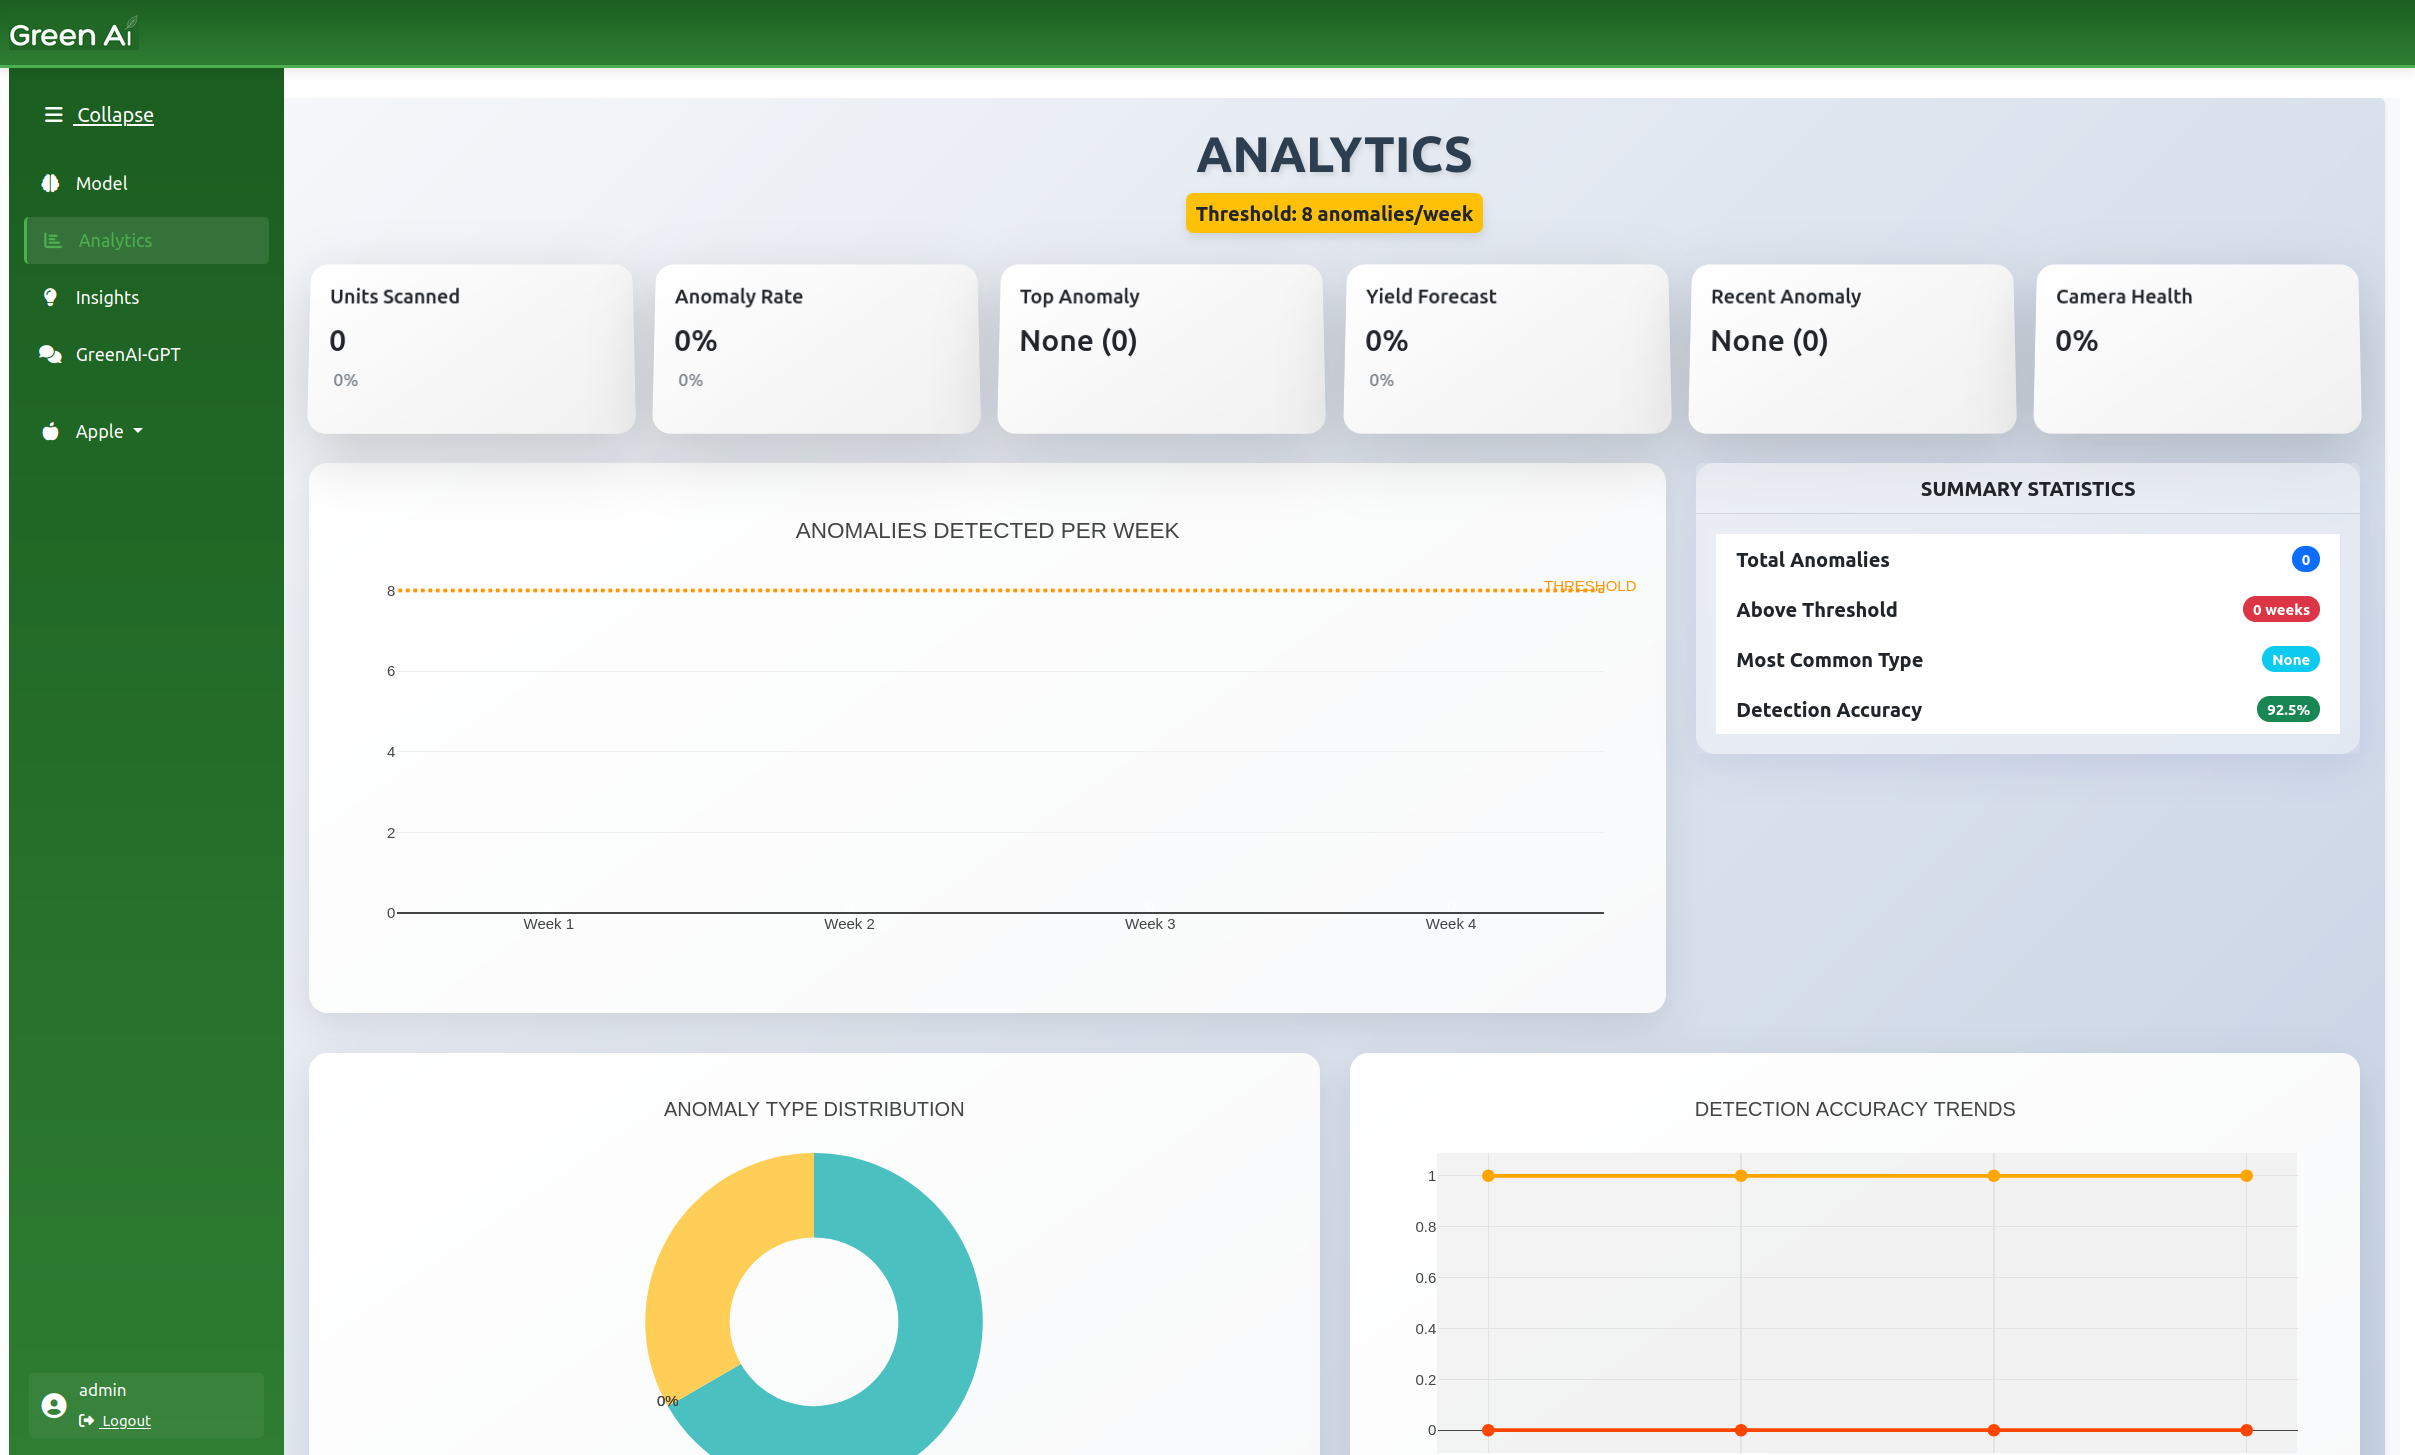 Green Ai
Collapse
Model
Analytics
Insights
GreenAI-GPT
Apple
admin
Logout
ANALYTICS
Threshold: 8 anomalies/week
Units Scanned
0
0%
Anomaly Rate
0%
0%
Top Anomaly
None (0)
Yield Forecast
0%
0%
Recent Anomaly
None (0)
Camera Health
0%
ANOMALIES DETECTED PER WEEK
THRESHOLD
8
6
4
2
0
Week 1 Week 2 Week 3 Week 4
SUMMARY STATISTICS
Total Anomalies 0
Above Threshold 0 weeks
Most Common Type None
Detection Accuracy 92.5%
ANOMALY TYPE DISTRIBUTION
0%
DETECTION ACCURACY TRENDS
1
0.8
0.6
0.4
0.2
0